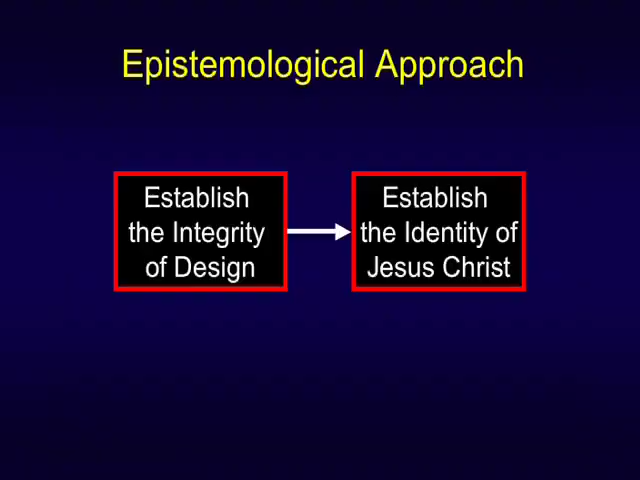 Epistemological Approach
Establish
the Integrity
of Design
Establish
the Identity of
Jesus Christ